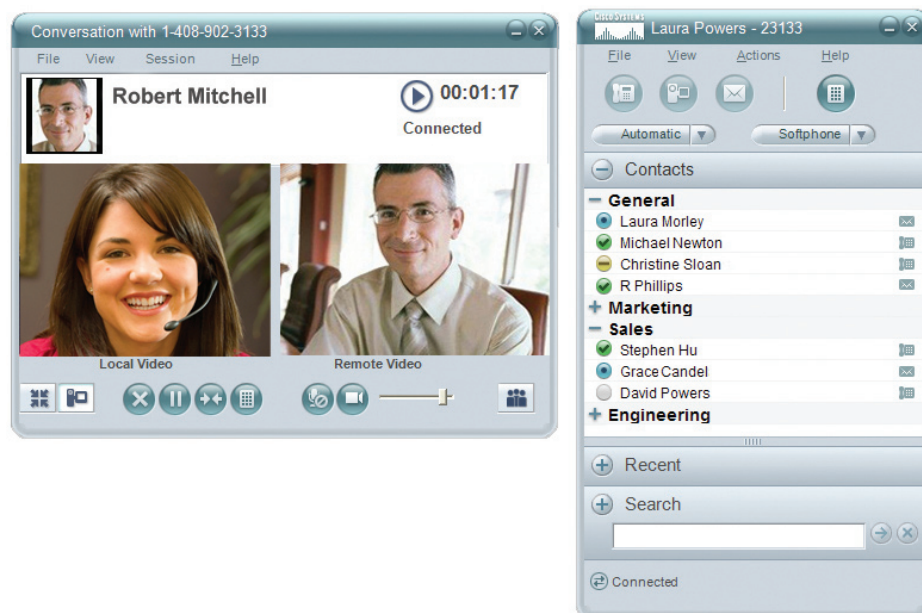 Conversation with 1-408-902-3133
File View Session Help
Robert Mitchell
00:01:17
Connected
Local Video
Remote Video
CISCO SYSTEMS
Laura Powers - 23133
File View Actions Help
Automatic
Softphone
Contacts
General
Laura Morley
Michael Newton
Christine Sloan
R Phillips
Marketing
Sales
Stephen Hu
Grace Candel
David Powers
Engineering
Recent
Search
Connected